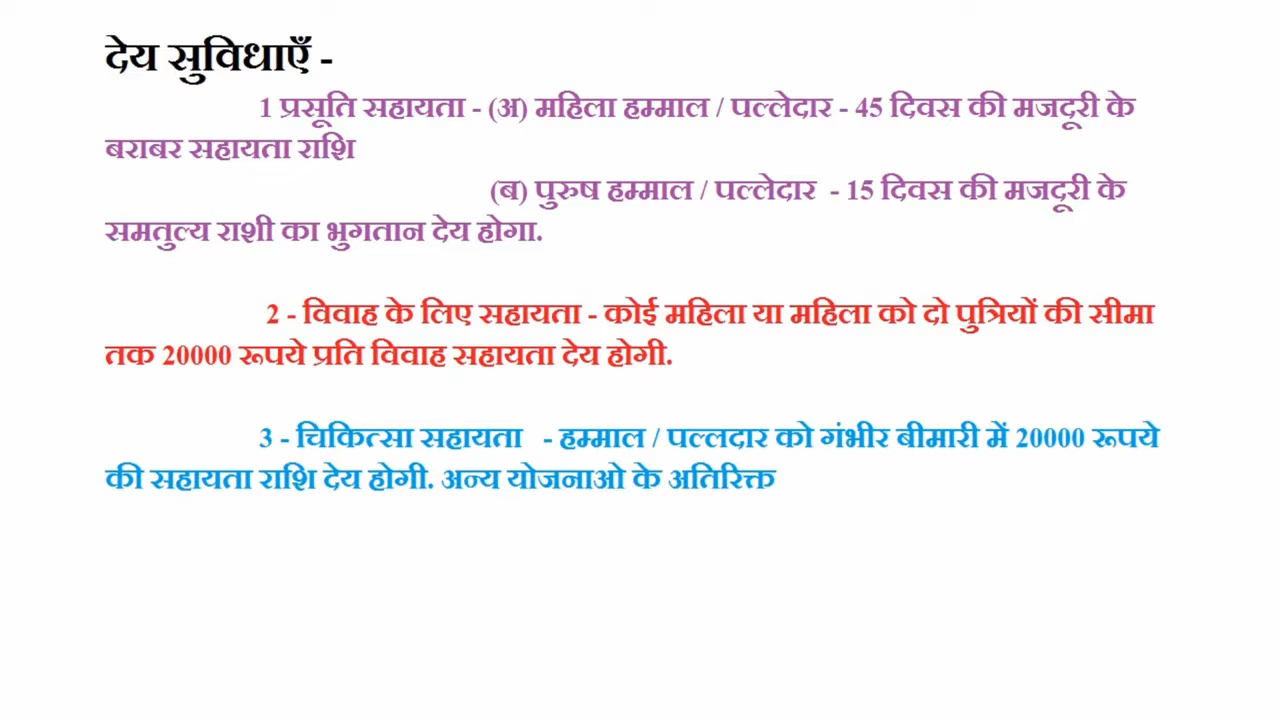 देय सुविधाएँ -
1 प्रसूति सहायता - (अ) महिला हम्माल / पल्लेदार - 45 दिवस की मजदूरी के
बराबर सहायता राशि
(ब) पुरुष हम्माल / पल्लेदार - 15 दिवस की मजदूरी के
समतुल्य राशी का भुगतान देय होगा.
2 - विवाह के लिए सहायता - कोई महिला या महिला को दो पुत्रियों की सीमा
तक 20000 रूपये प्रति विवाह सहायता देय होगी.
3 - चिकित्सा सहायता - हम्माल / पल्लदार को गंभीर बीमारी में 20000 रूपये
की सहायता राशि देय होगी. अन्य योजनाओ के अतिरिक्त